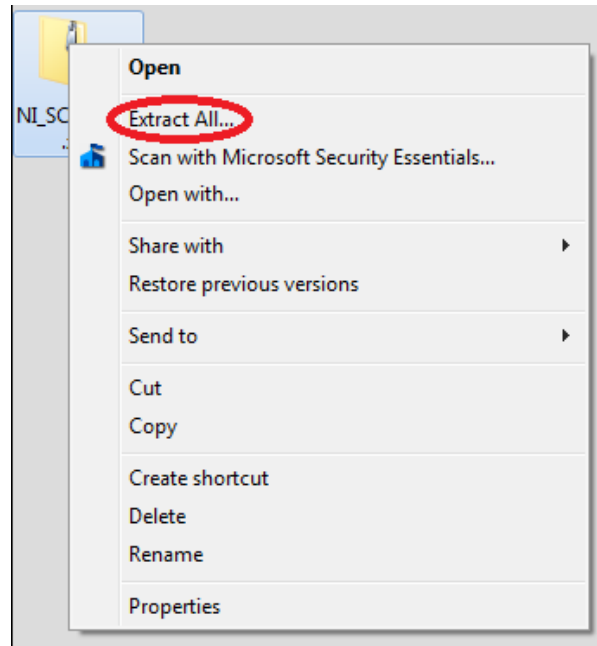 Open
NI_SC
Extract All...
Scan with Microsoft Security Essentials...
Open with...
Share with
Restore previous versions
Send to
Cut
Copy
Create shortcut
Delete
Rename
Properties